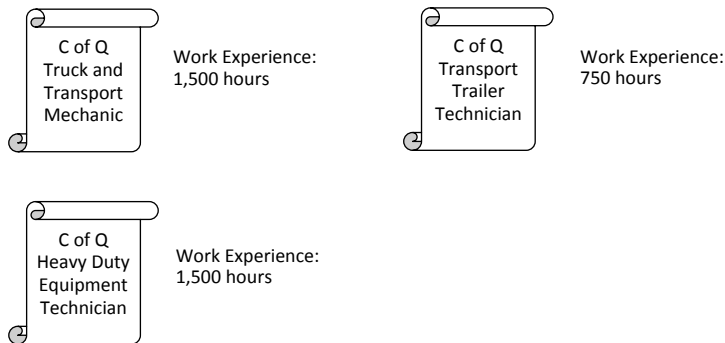 C of Q
Truck and
Transport
Mechanic
Work Experience:
1,500 hours
C of Q
Transport
Trailer
Technician
Work Experience:
750 hours
C of Q
Heavy Duty
Equipment
Technician
Work Experience:
1,500 hours